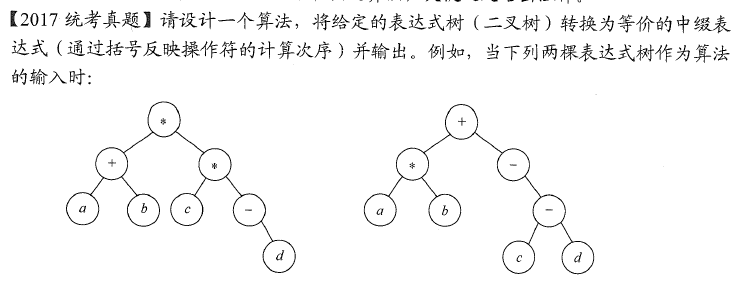 【2017 统考真题】请设计一个算法，将给定的表达式树（二叉树）转换为等价的中缀表
达式（通过括号反映操作符的计算次序）并输出。例如，当下列两棵表达式树作为算法
的输入时：
* +
+ * * −
a b c − a b −
d c d